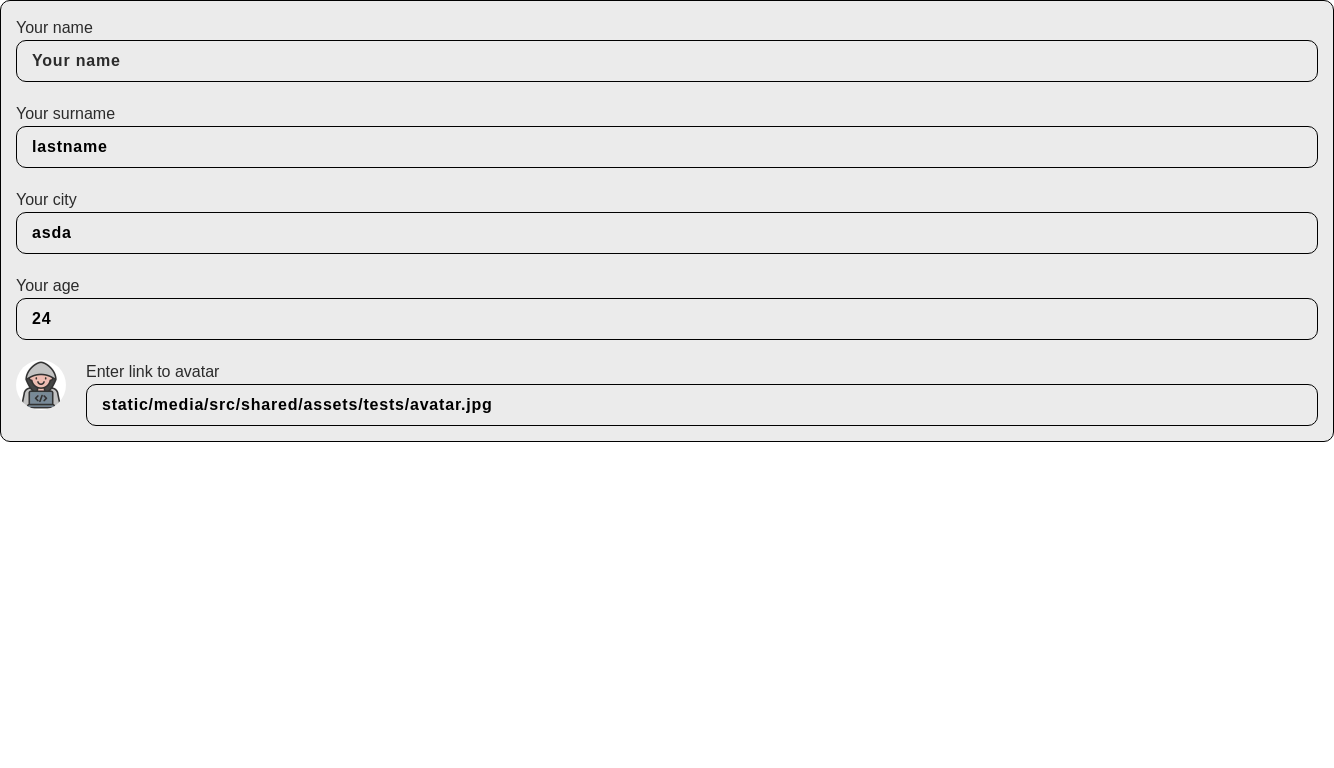 Your name
Your name
Your surname
lastname
Your city
asda
Your age
24
Enter link to avatar
static/media/src/shared/assets/tests/avatar.jpg